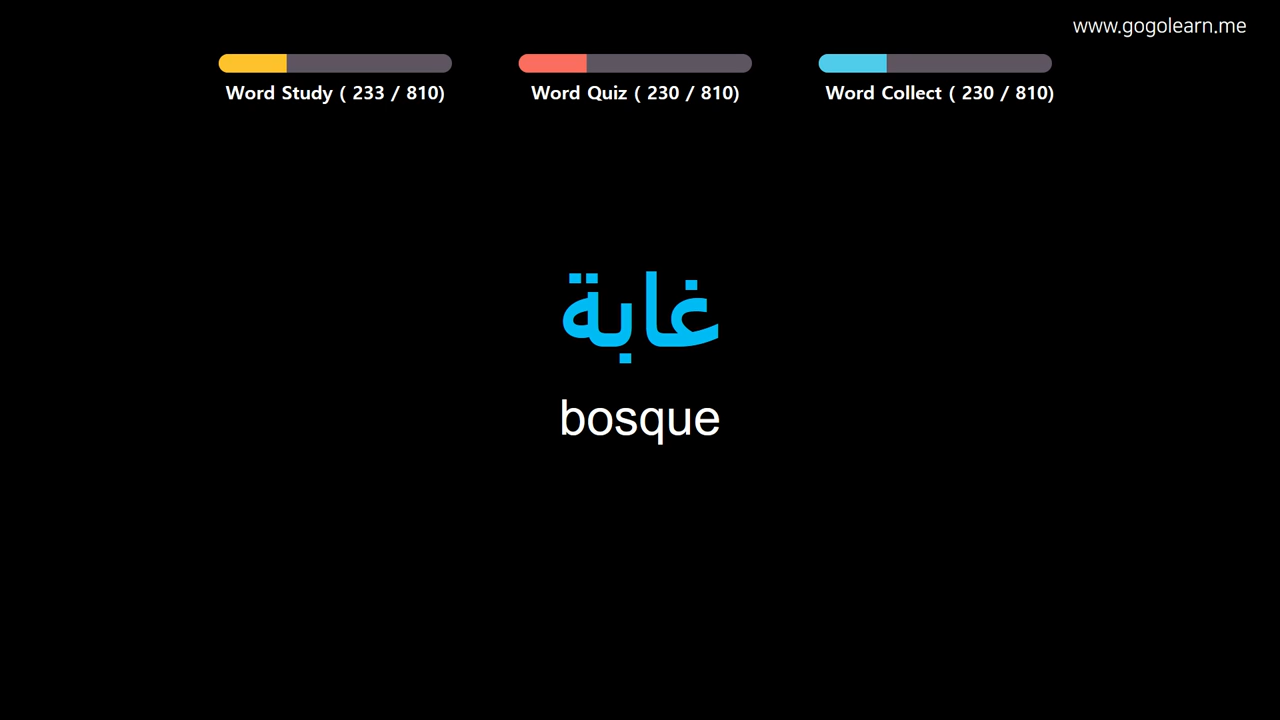 www.gogolearn.me
Word Study ( 233 / 810)
Word Quiz ( 230 / 810)
Word Collect ( 230 / 810)
غابة
bosque